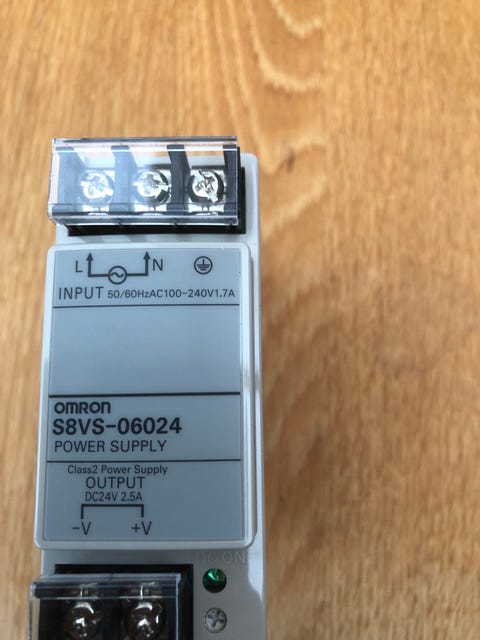 L N
INPUT 50/60HzAC100-240V1.7A
OMRON
S8VS-06024
POWER SUPPLY
Class2 Power Supply
OUTPUT
DC24V 2.5A
-V +V
DC ON